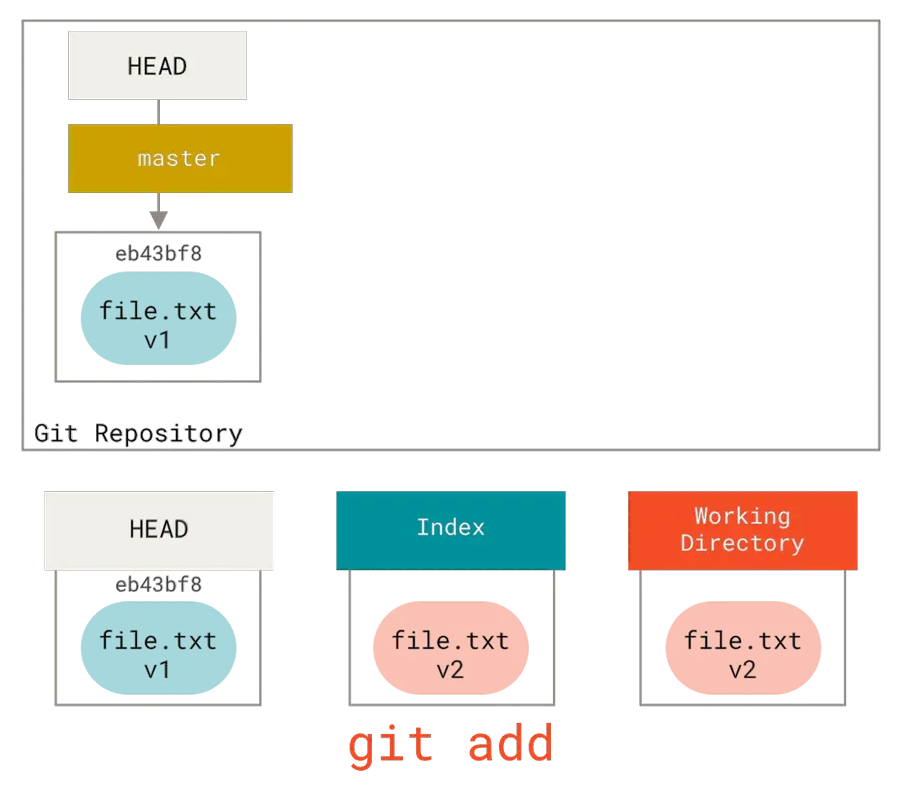 HEAD
master
eb43bf8
file.txt
v1
Git Repository
HEAD
eb43bf8
file.txt
v1
Index
file.txt
v2
Working
Directory
file.txt
v2
git add